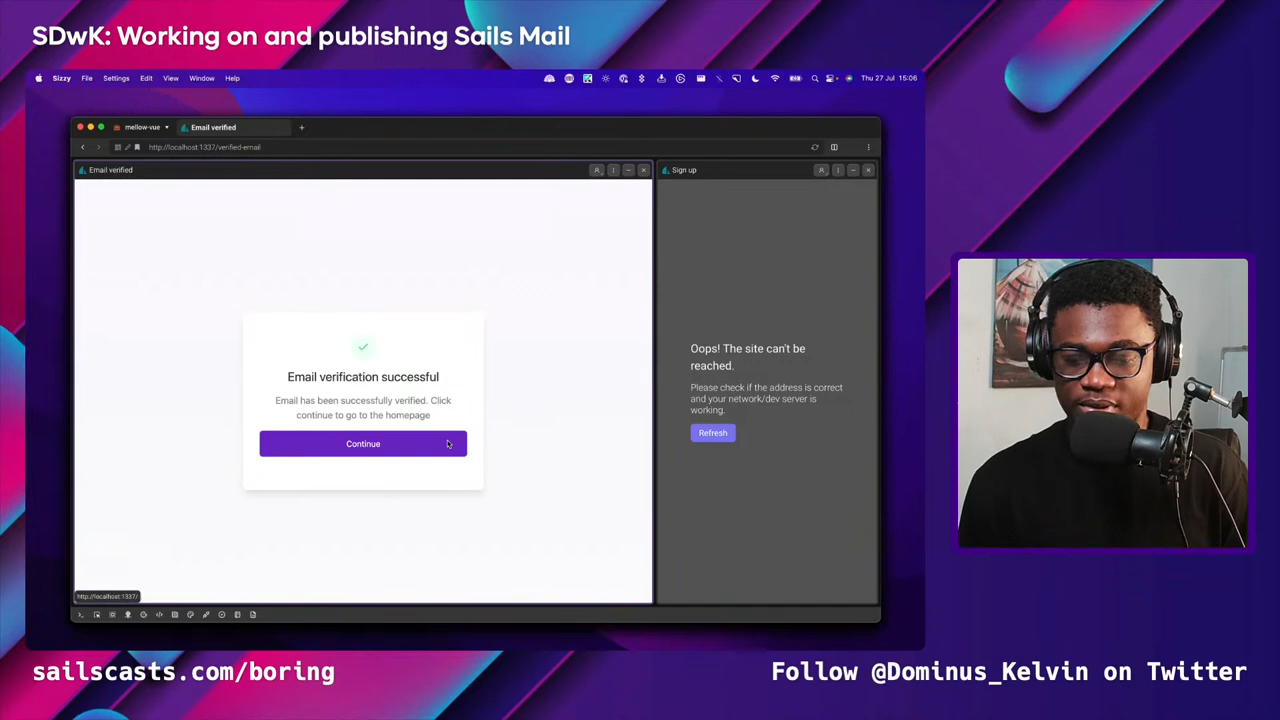 SDwK: Working on and publishing Sails Mail
Sizzy File Settings Edit View Window Help Thu 27 Jul 15:06
mellow-vue Email verified
http://localhost:1337/verified-email
Email verified
Sign up
Email verification successful
Email has been successfully verified. Click
continue to go to the homepage
Continue
Oops! The site can't be
reached.
Please check if the address is correct
and your network/dev server is
working.
Refresh
http://localhost:1337/
sailscasts.com/boring
Follow @Dominus_Kelvin on Twitter